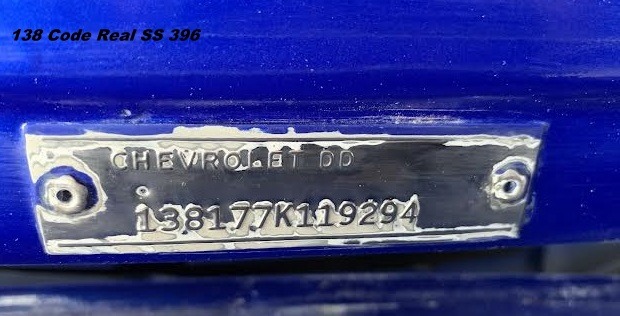 138 Code Real SS 396
CHEVROLET DD
138177K119294